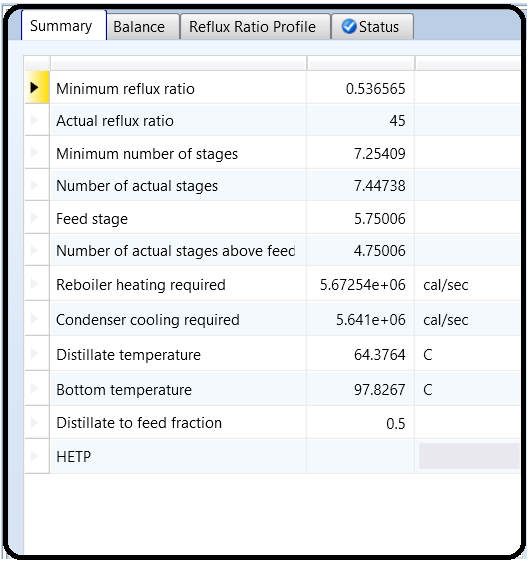 Summary Balance Reflux Ratio Profile Status
Minimum reflux ratio 0.536565
Actual reflux ratio 45
Minimum number of stages 7.25409
Number of actual stages 7.44738
Feed stage 5.75006
Number of actual stages above feed 4.75006
Reboiler heating required 5.67254e+06 cal/sec
Condenser cooling required 5.641e+06 cal/sec
Distillate temperature 64.3764 C
Bottom temperature 97.8267 C
Distillate to feed fraction 0.5
HETP